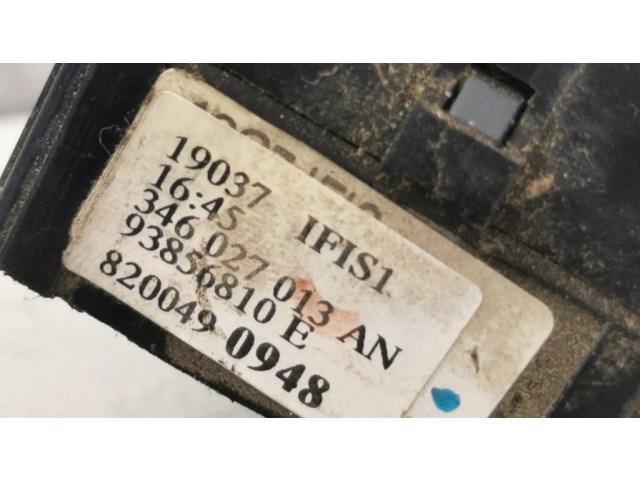 19037
16:45 IFIS1
346 027 013 AN
93856810 E
820049 0948